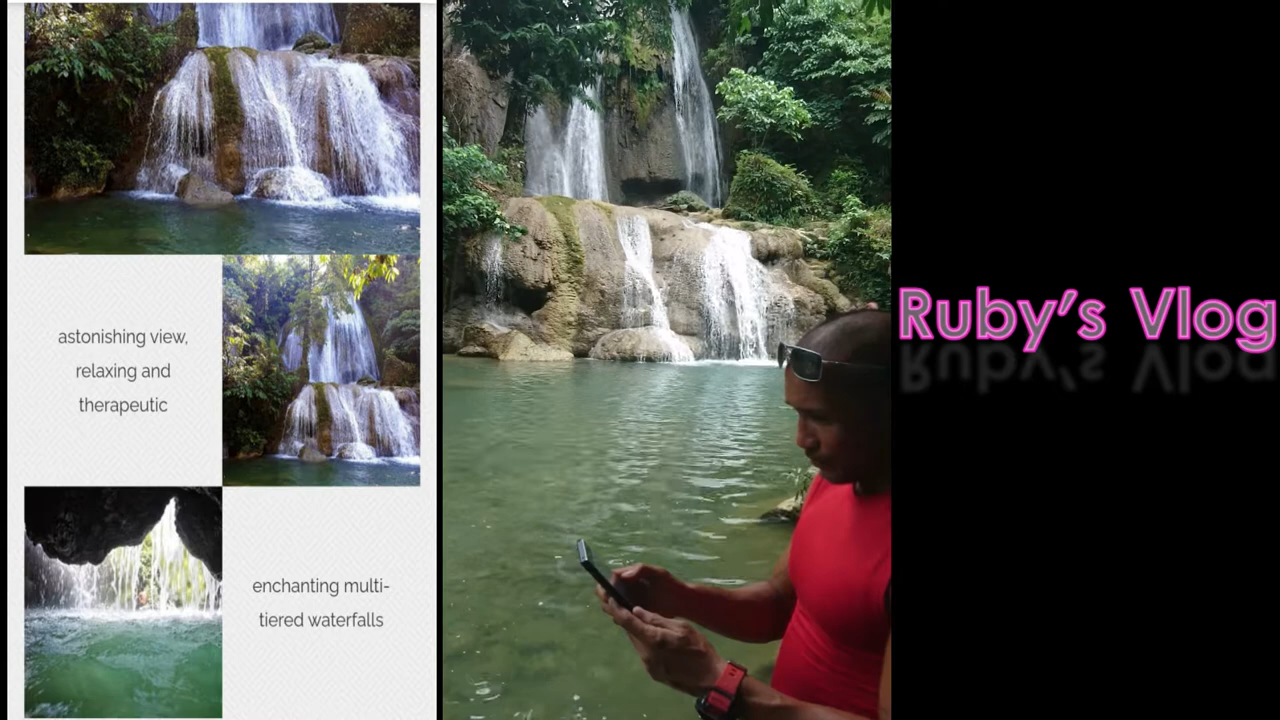 astonishing view,
relaxing and
therapeutic
enchanting multi-
tiered waterfalls
Ruby's Vlog